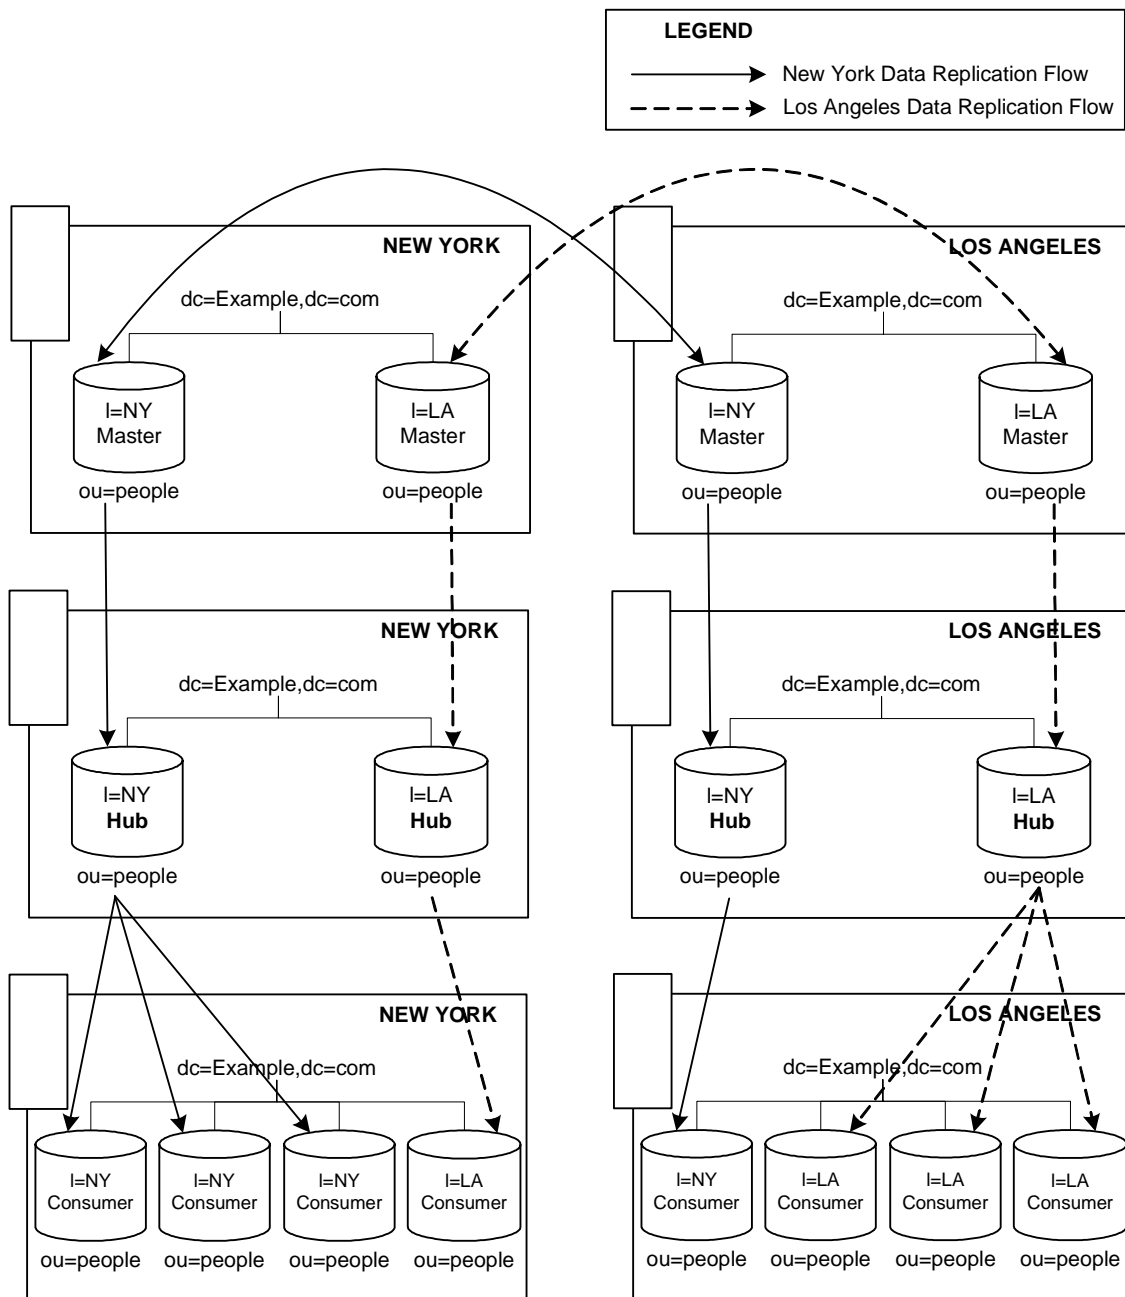 LEGEND
New York Data Replication Flow
Los Angeles Data Replication Flow
NEW YORK
dc=Example,dc=com
l=NY
Master
ou=people
l=LA
Master
ou=people
LOS ANGELES
dc=Example,dc=com
l=NY
Master
ou=people
l=LA
Master
ou=people
NEW YORK
dc=Example,dc=com
l=NY
Hub
ou=people
l=LA
Hub
ou=people
LOS ANGELES
dc=Example,dc=com
l=NY
Hub
ou=people
l=LA
Hub
ou=people
NEW YORK
dc=Example,dc=com
l=NY
Consumer
ou=people
l=NY
Consumer
ou=people
l=NY
Consumer
ou=people
l=LA
Consumer
ou=people
LOS ANGELES
dc=Example,dc=com
l=NY
Consumer
ou=people
l=LA
Consumer
ou=people
l=LA
Consumer
ou=people
l=LA
Consumer
ou=people